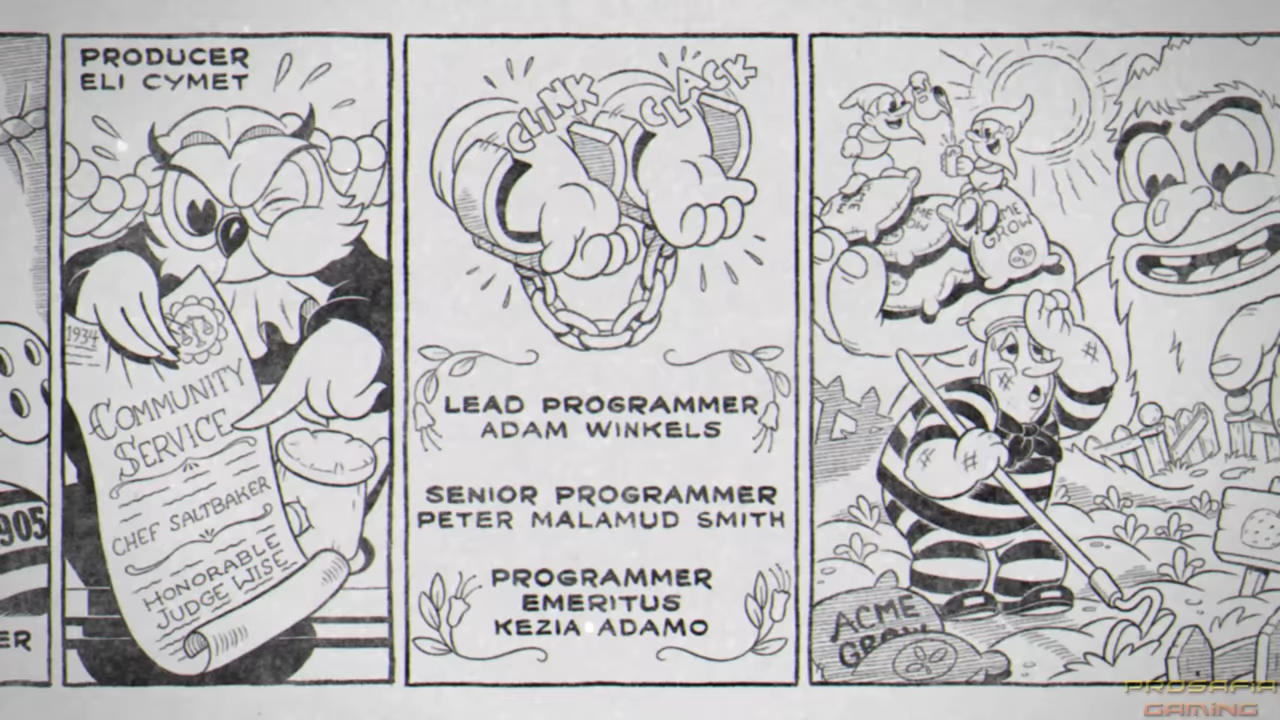 ER
905
PRODUCER
ELI CYMET
1934
COMMUNITY
SERVICE
CHEF SALTBAKER
HONORABLE
JUDGE WISE
CLINK
CLACK
LEAD PROGRAMMER
ADAM WINKELS
SENIOR PROGRAMMER
PETER MALAMUD SMITH
PROGRAMMER
EMERITUS
KEZIA ADAMO
GROW
ACME
GROW
PROSAFIA
GAMING